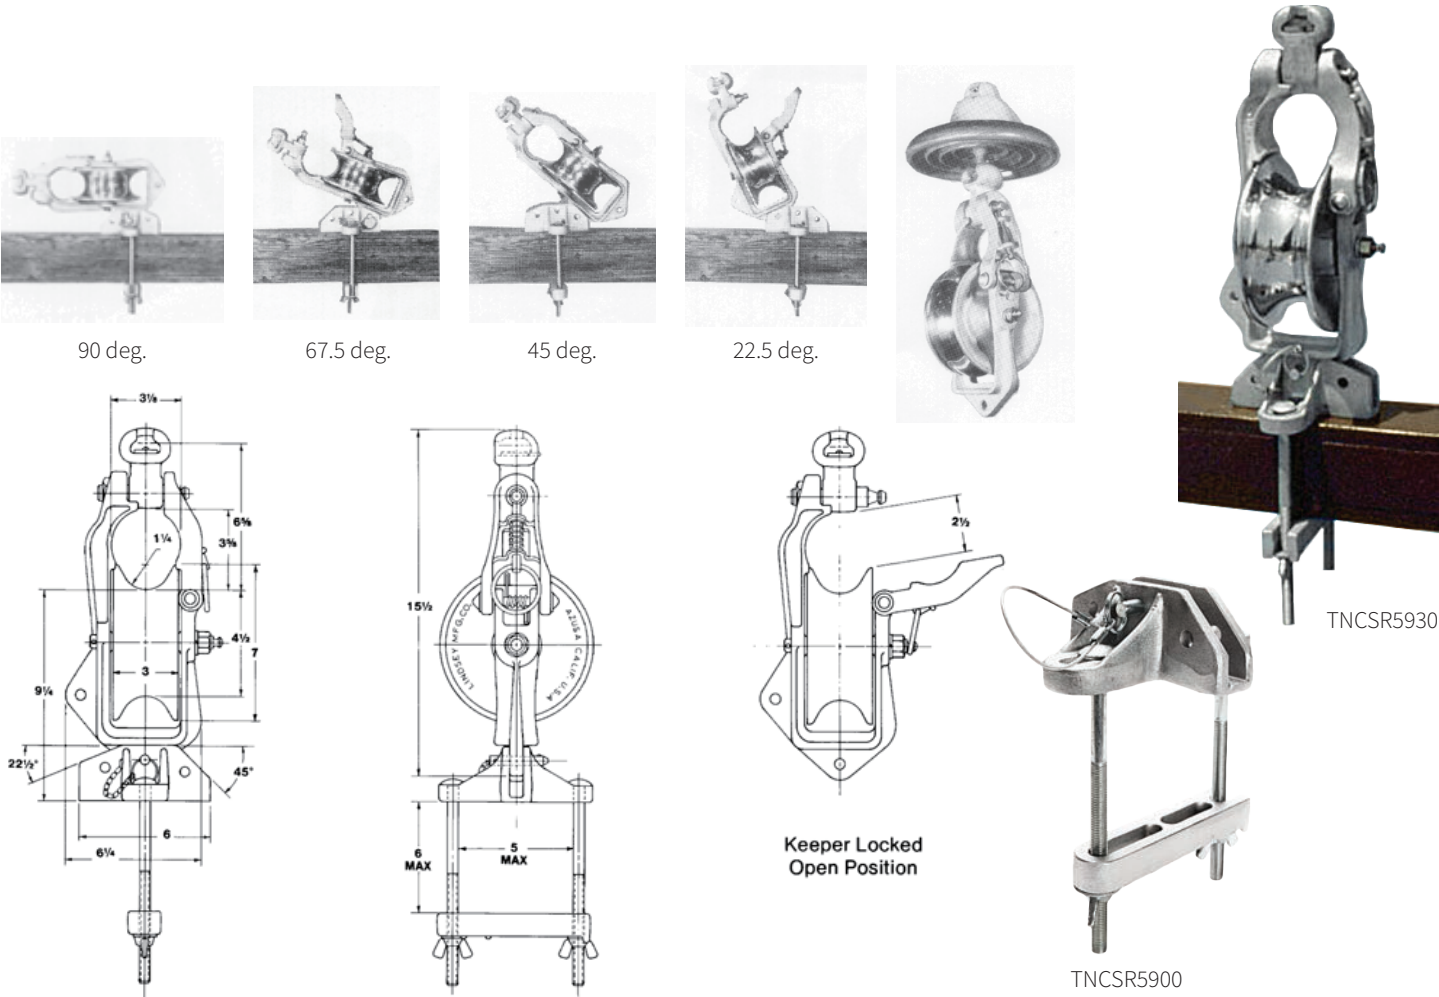 90 deg.
67.5 deg.
45 deg.
22.5 deg.
TNCSR5930
3⅛
6⅝
3⅝
1¼
4½
7
3
9¼
22½°
45°
6
6¼
15½
LINDSEY MFG. CO.
AZUSA CALIF. U.S.A
6
MAX
5
MAX
2½
Keeper Locked
Open Position
TNCSR5900